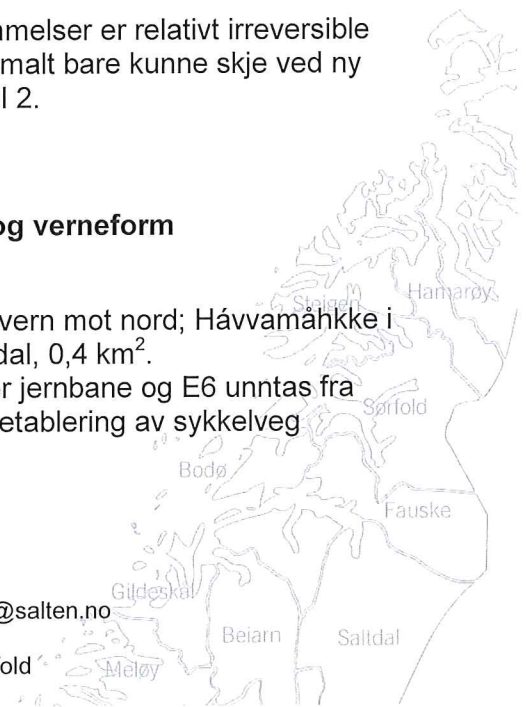 nmelser er relativt irreversible
malt bare kunne skje ved ny
l 2.
og verneform
vern mot nord; Hávvamåhkke i
dal, 0,4 km².
er jernbane og E6 unntas fra
etablering av sykkelveg
@salten.no
old
Steigen
Hamarøy
Sørfold
Bodø
Fauske
Gildeskål
Beiarn
Saltdal
Meløy